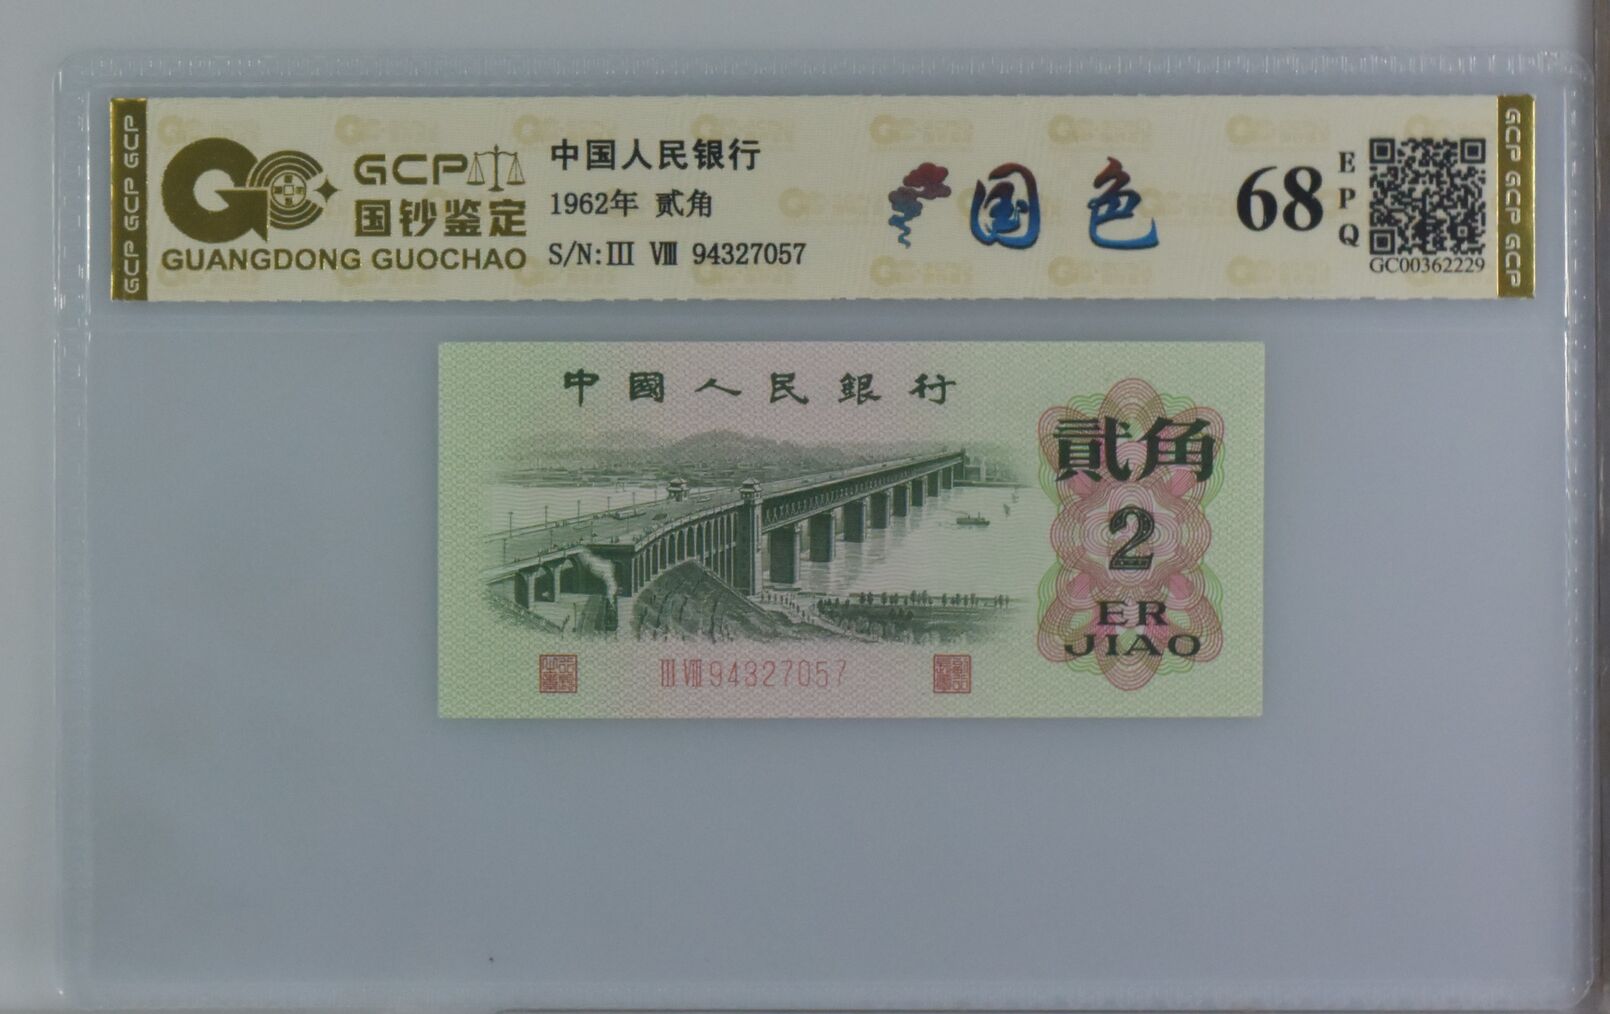 GCP GCP GCP
GCP
国钞鉴定
GUANGDONG GUOCHAO
中国人民银行
1962年 贰角
S/N:III VIII 94327057
国色
68
EPQ
GC00362229
GCP GCP GCP
中國人民銀行
貳角
2
ER
JIAO
III VIII 94327057